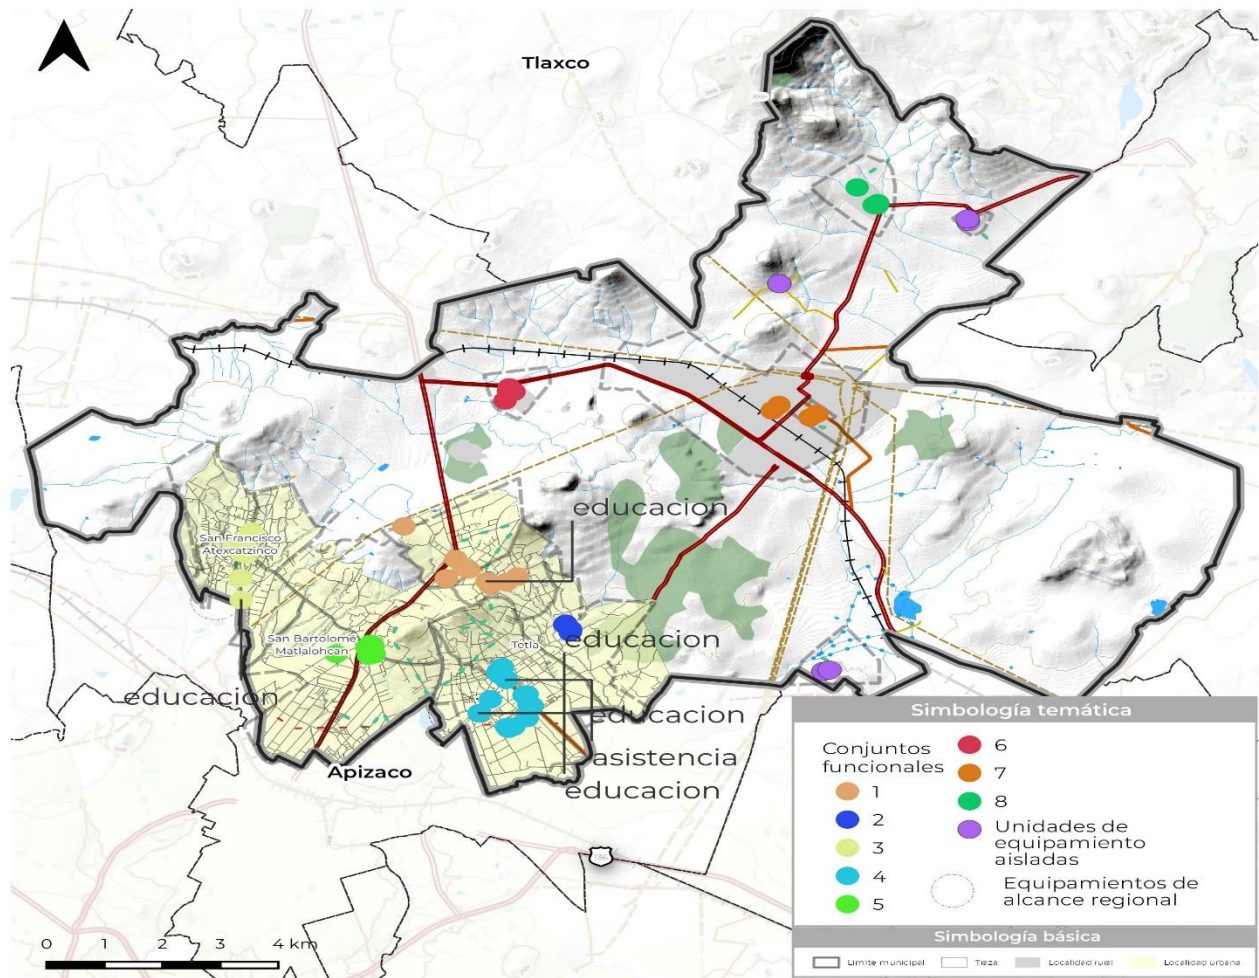 Tlaxco
educacion
San Francisco
Atexcatzinco
educacion
San Bartolomé
Matlalohcan
Tetla
educacion
educacion
asistencia
educacion
Apizaco
0 1 2 3 4 km
Simbología temática
Conjuntos
funcionales
1
2
3
4
5
6
7
8
Unidades de
equipamiento
aisladas
Equipamientos de
alcance regional
Simbología básica
Límite municipal
Traza
Localidad rural
Localidad urbana